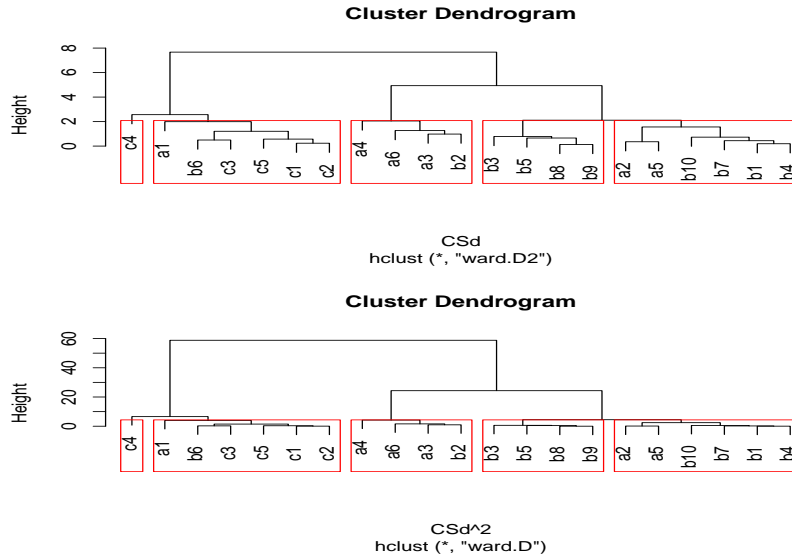 Cluster Dendrogram
Height
0 2 4 6 8
c4 a1 b6 c3 c5 c1 c2 a4 a6 a3 b2 b3 b5 b8 b9 a2 a5 b10 b7 b1 b4
CSd
hclust (*, "ward.D2")
Cluster Dendrogram
Height
0 20 40 60
c4 a1 b6 c3 c5 c1 c2 a4 a6 a3 b2 b3 b5 b8 b9 a2 a5 b10 b7 b1 b4
CSd^2
hclust (*, "ward.D")